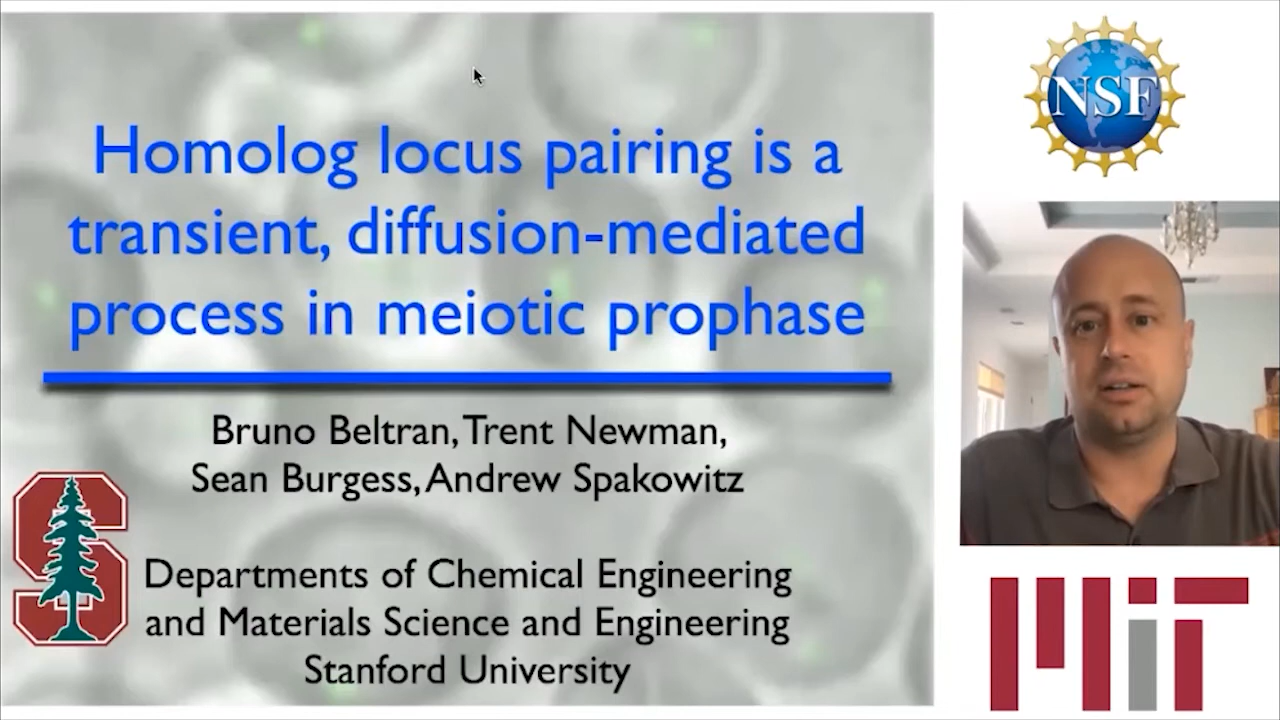 Homolog locus pairing is a
transient, diffusion-mediated
process in meiotic prophase
Bruno Beltran, Trent Newman,
Sean Burgess, Andrew Spakowitz
Departments of Chemical Engineering
and Materials Science and Engineering
Stanford University
NSF
MIT